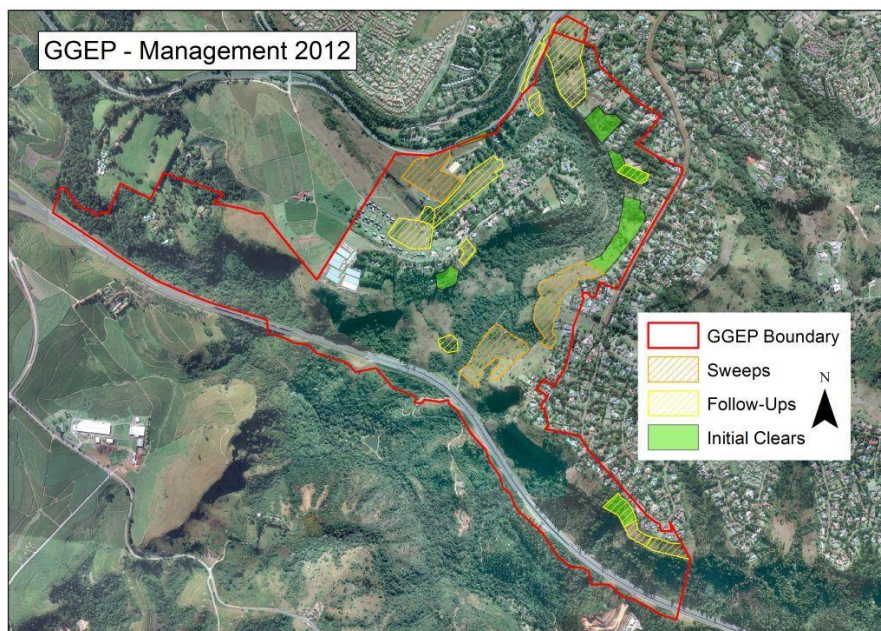 GGEP - Management 2012
GGEP Boundary
Sweeps
Follow-Ups
Initial Clears
N